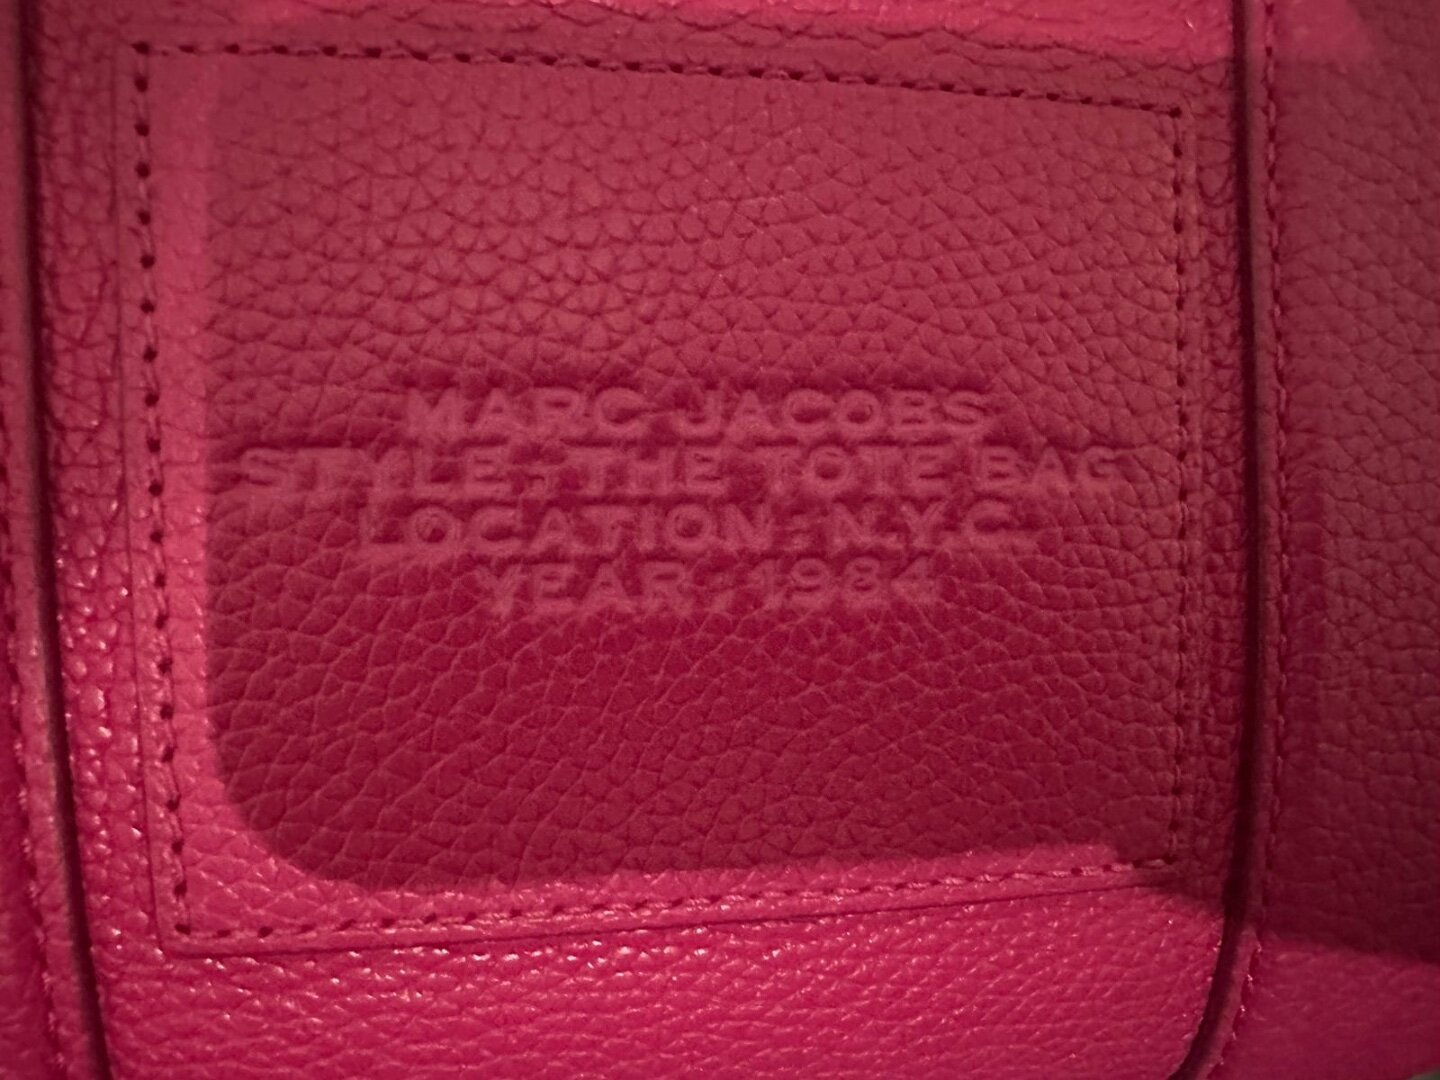 MARC JACOBS
STYLE : THE TOTE BAG
LOCATION : N.Y.C.
YEAR : 1984